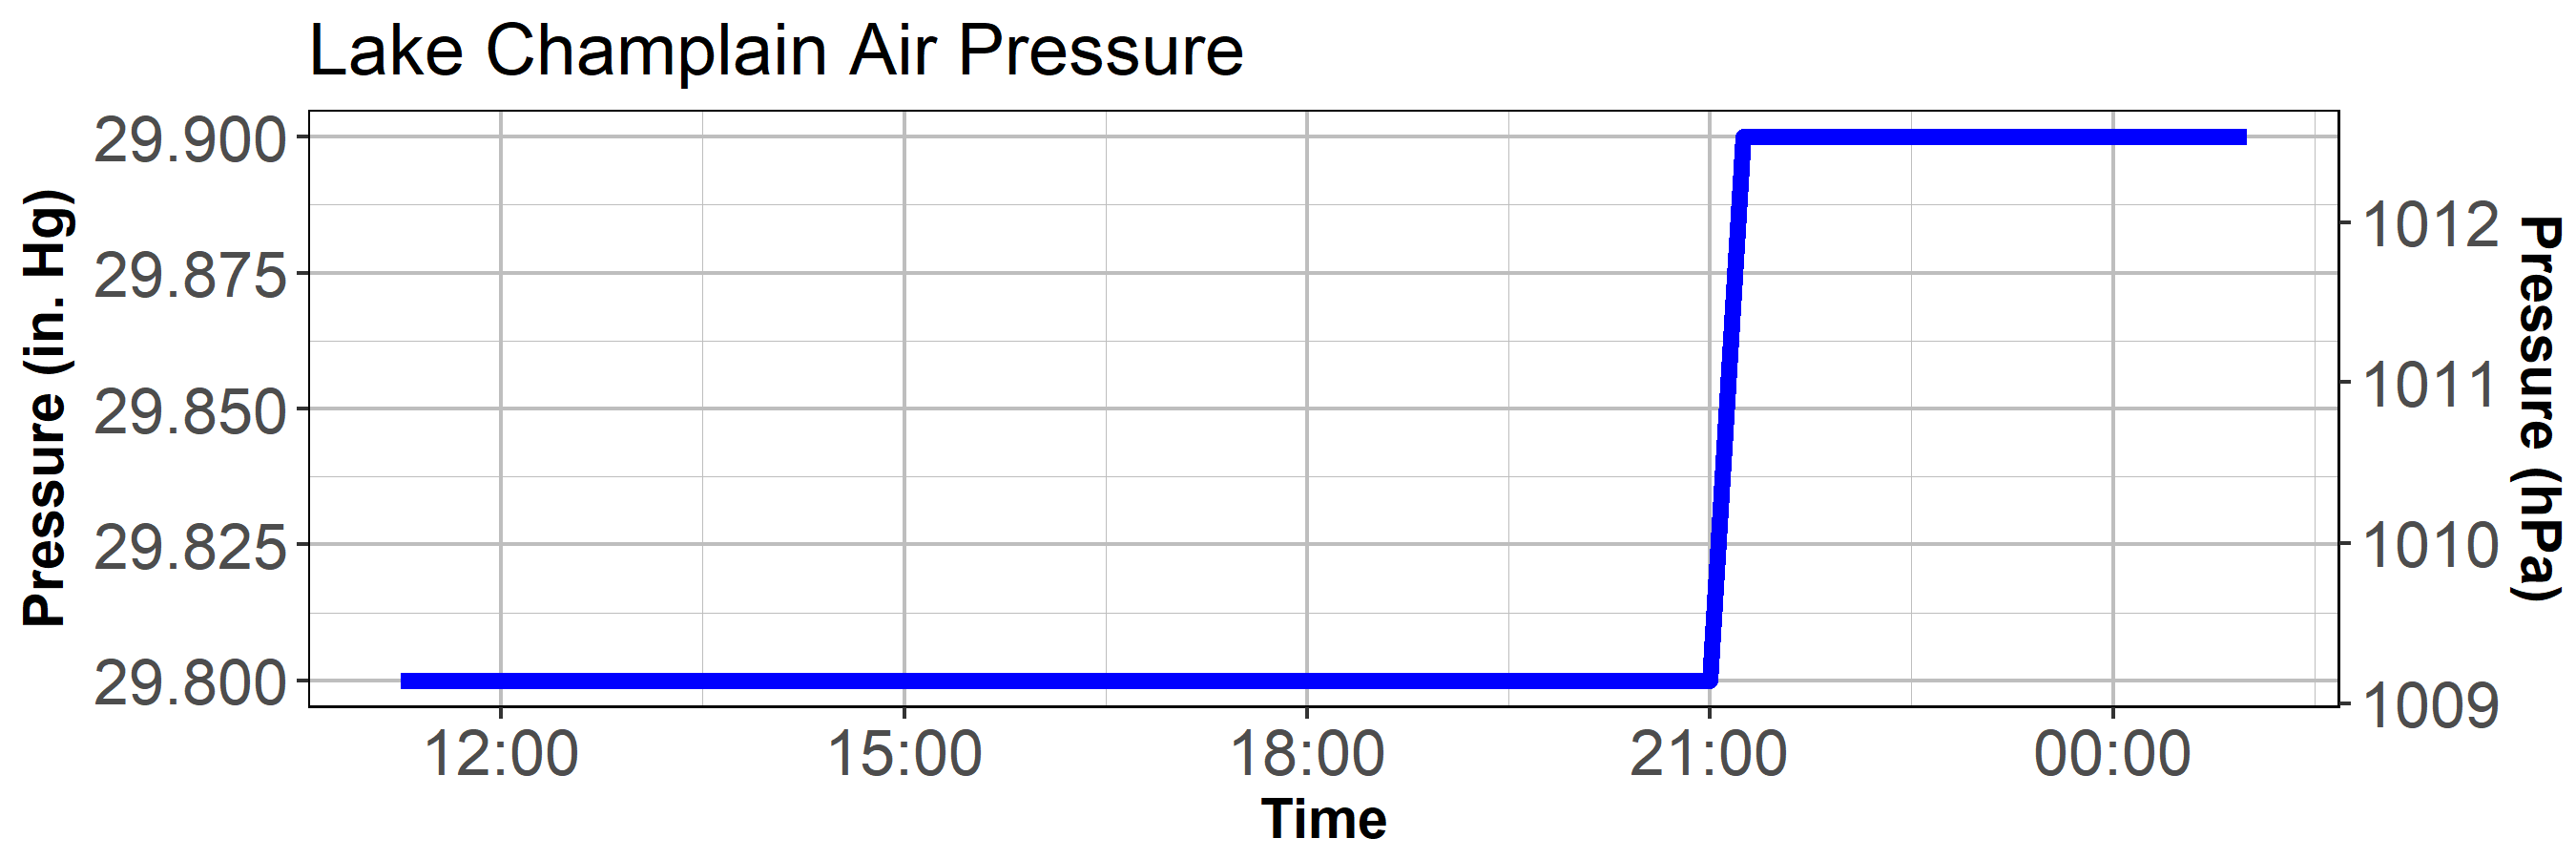 Lake Champlain Air Pressure
Pressure (in. Hg)
29.900
29.875
29.850
29.825
29.800
1012
1011
1010
1009
Pressure (hPa)
12:00 15:00 18:00 21:00 00:00
Time